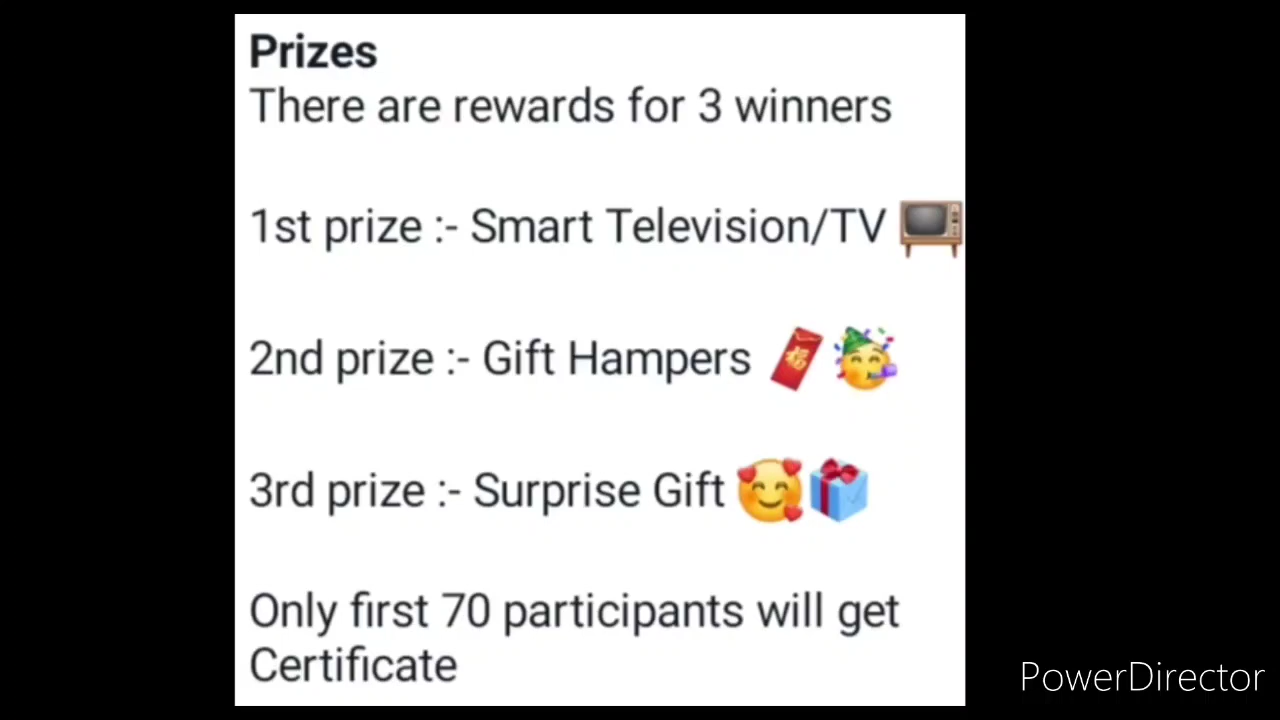 Prizes
There are rewards for 3 winners
1st prize :- Smart Television/TV 📺
2nd prize :- Gift Hampers 🧧🥳
3rd prize :- Surprise Gift 🥰🎁
Only first 70 participants will get
Certificate
PowerDirector